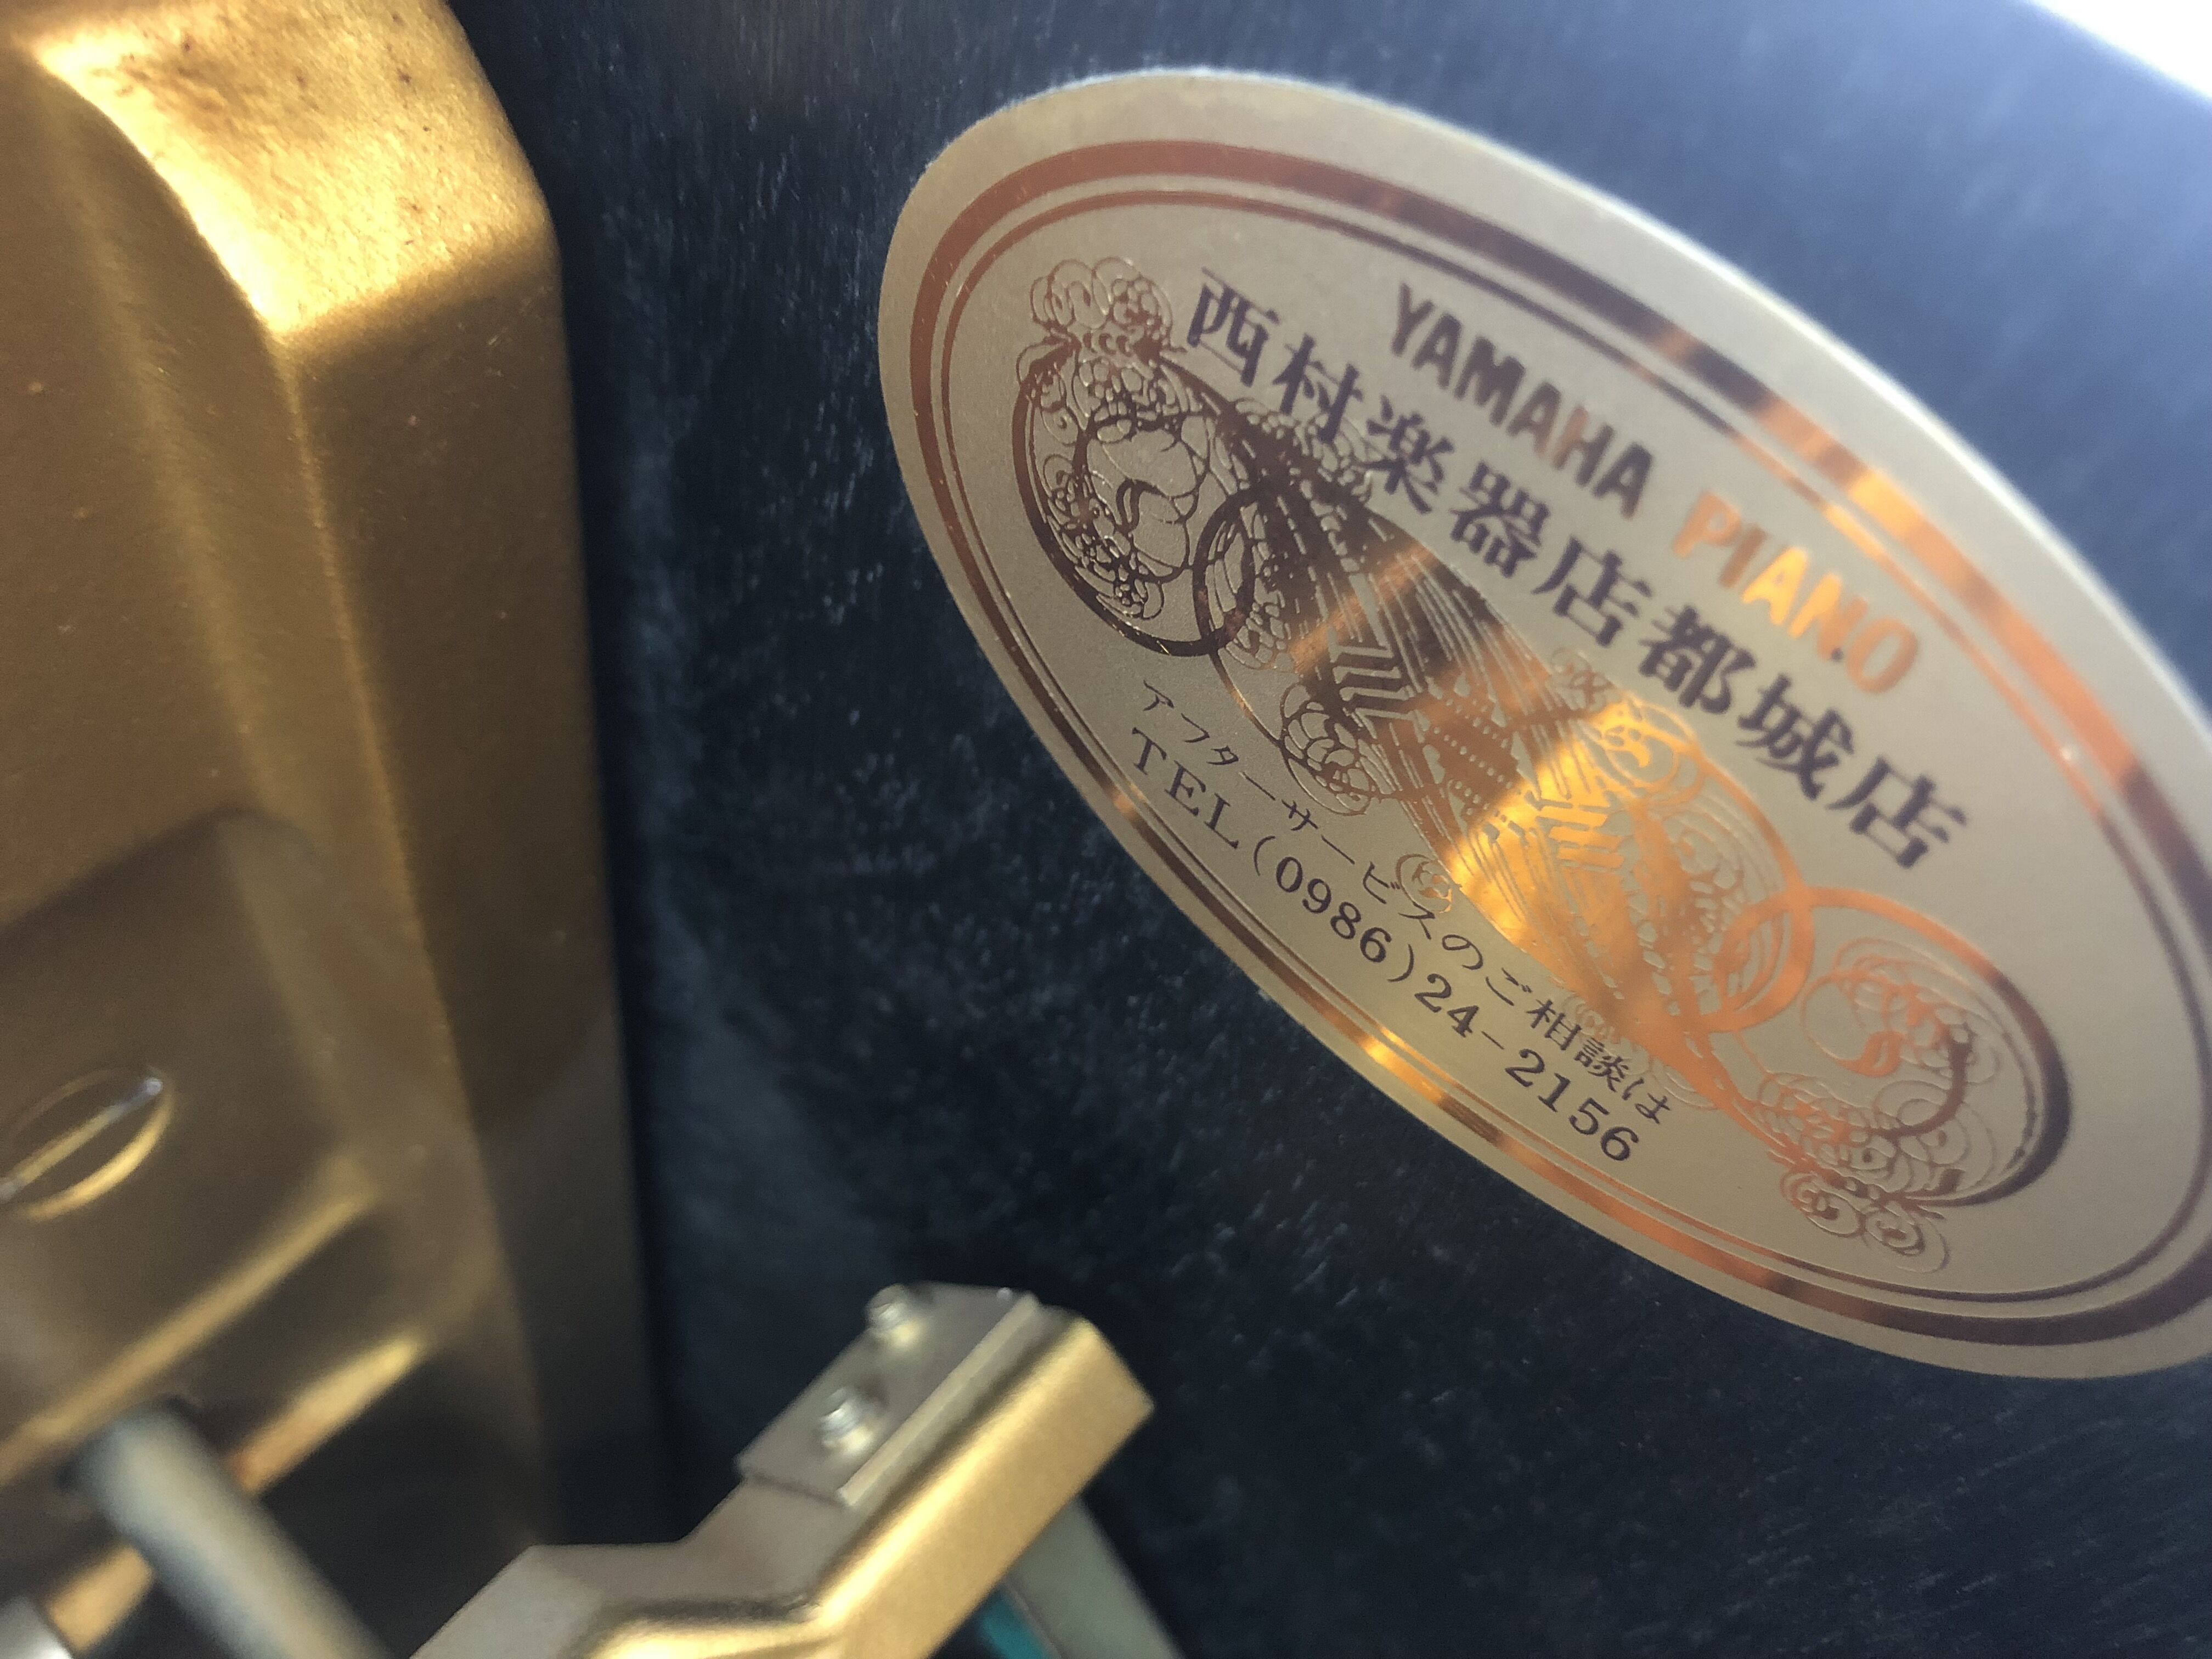 YAMAHA PIANO
西村楽器店都城店
アフターサービスのご相談は
TEL(0986)24-2156